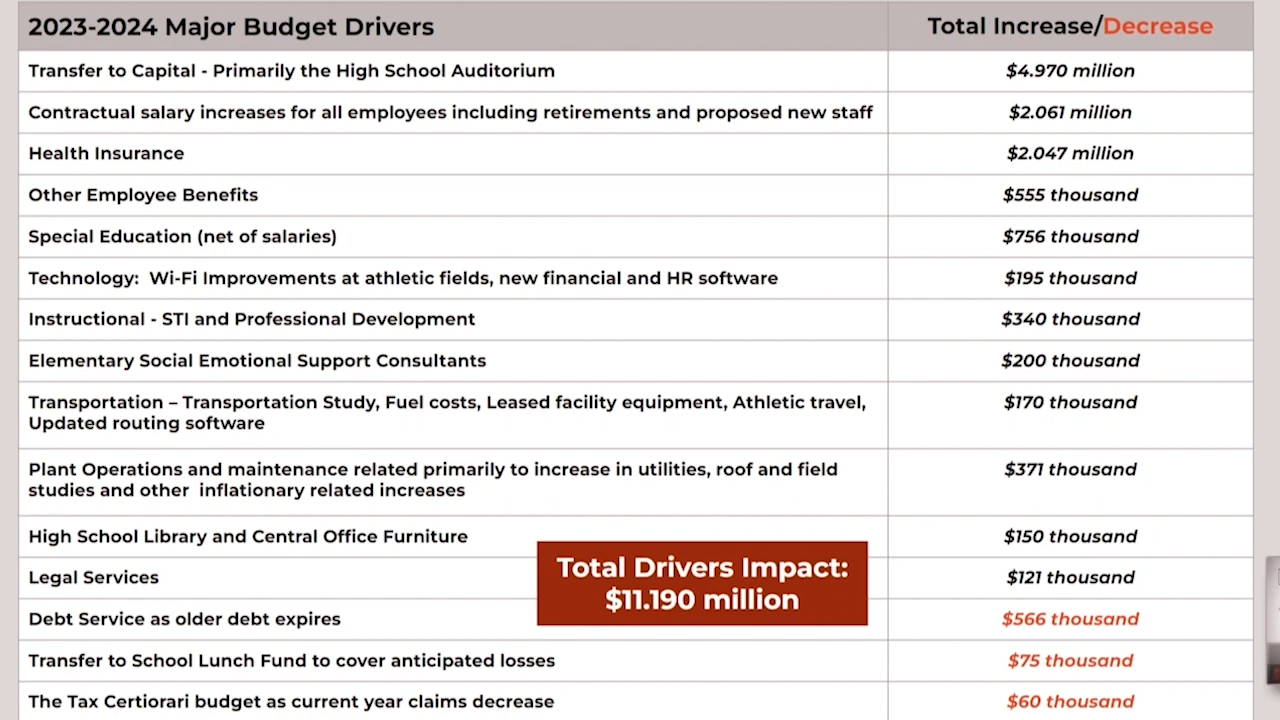 2023-2024 Major Budget Drivers Total Increase/Decrease
Transfer to Capital - Primarily the High School Auditorium $4.970 million
Contractual salary increases for all employees including retirements and proposed new staff $2.061 million
Health Insurance $2.047 million
Other Employee Benefits $555 thousand
Special Education (net of salaries) $756 thousand
Technology:  Wi-Fi Improvements at athletic fields, new financial and HR software $195 thousand
Instructional - STI and Professional Development $340 thousand
Elementary Social Emotional Support Consultants $200 thousand
Transportation – Transportation Study, Fuel costs, Leased facility equipment, Athletic travel, $170 thousand
Updated routing software
Plant Operations and maintenance related primarily to increase in utilities, roof and field $371 thousand
studies and other  inflationary related increases
High School Library and Central Office Furniture $150 thousand
Legal Services $121 thousand
Total Drivers Impact:
$11.190 million
Debt Service as older debt expires $566 thousand
Transfer to School Lunch Fund to cover anticipated losses $75 thousand
The Tax Certiorari budget as current year claims decrease $60 thousand